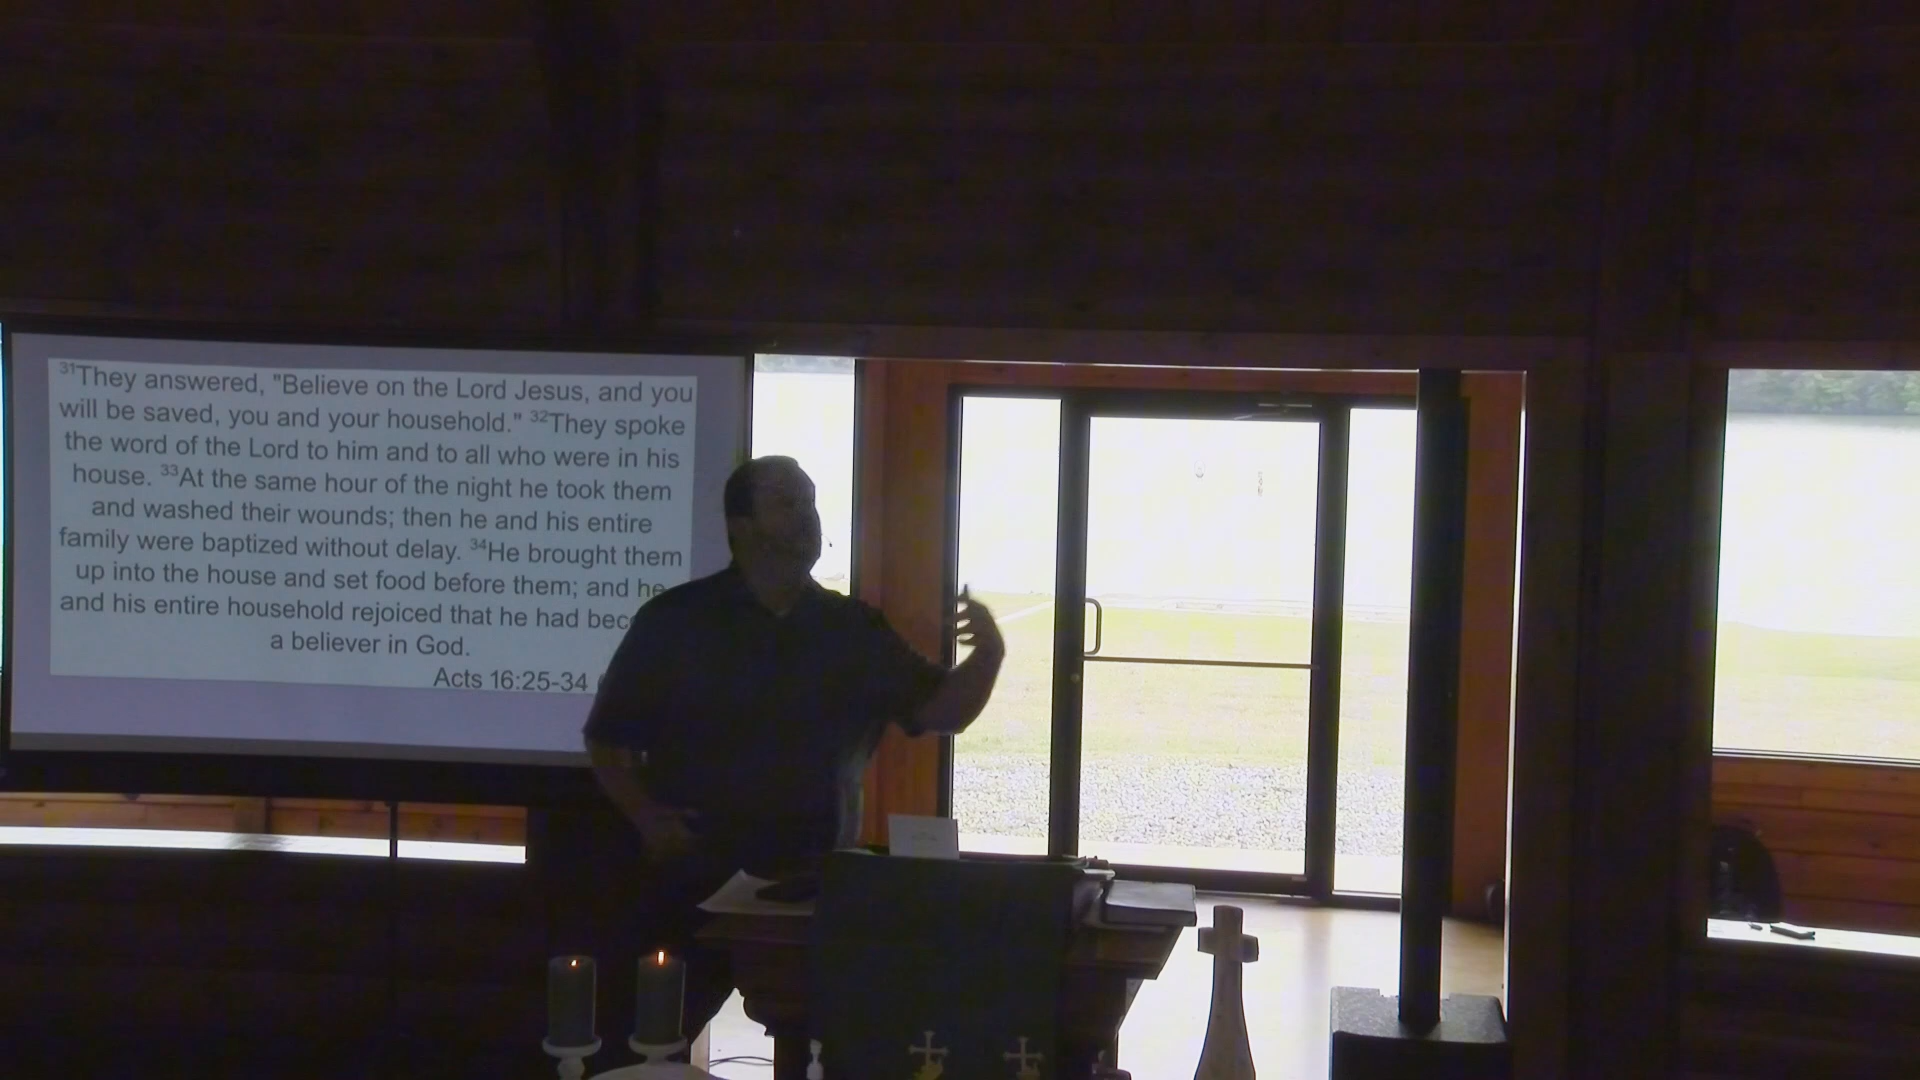 31They answered, "Believe on the Lord Jesus, and you
will be saved, you and your household." 32They spoke
the word of the Lord to him and to all who were in his
house. 33At the same hour of the night he took them
and washed their wounds; then he and his entire
family were baptized without delay. 34He brought them
up into the house and set food before them; and he
and his entire household rejoiced that he had bec
a believer in God.
Acts 16:25-34